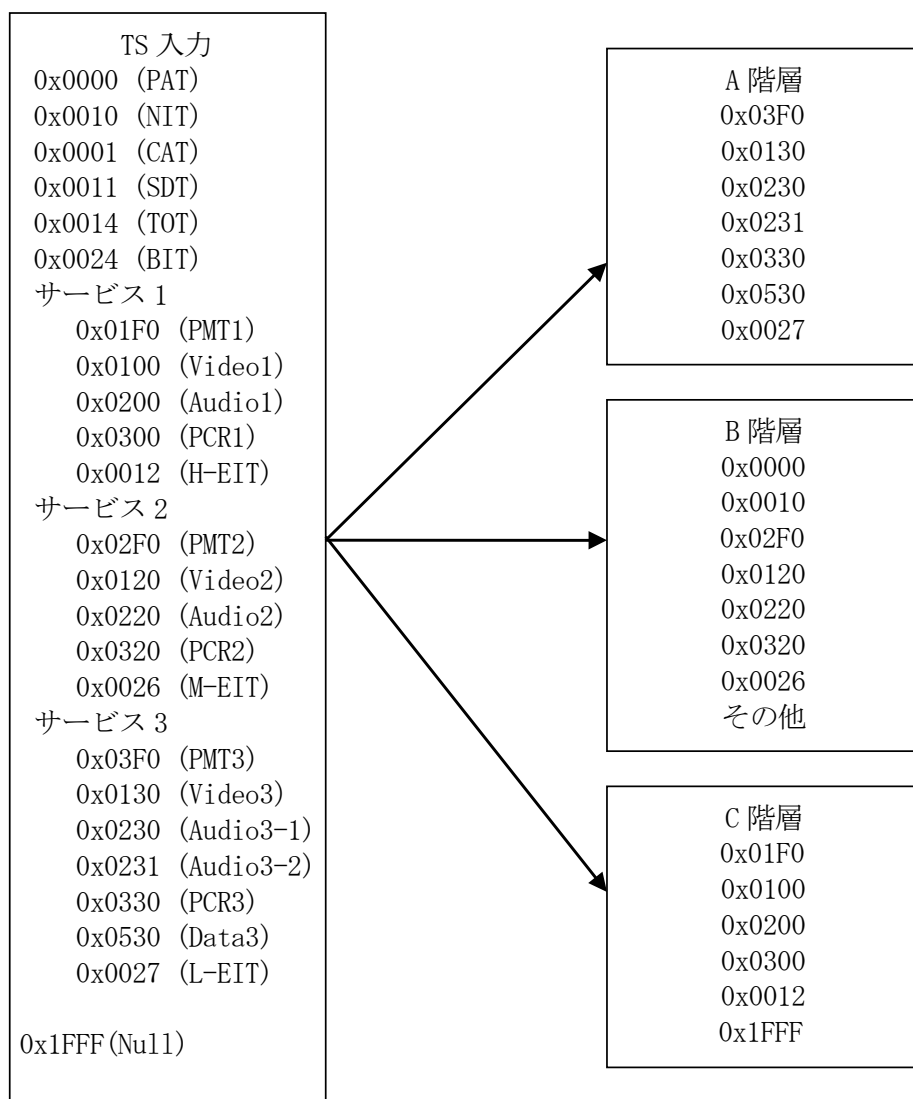 TS 入力
0x0000 (PAT)
0x0010 (NIT)
0x0001 (CAT)
0x0011 (SDT)
0x0014 (TOT)
0x0024 (BIT)
サービス 1
0x01F0 (PMT1)
0x0100 (Video1)
0x0200 (Audio1)
0x0300 (PCR1)
0x0012 (H-EIT)
サービス 2
0x02F0 (PMT2)
0x0120 (Video2)
0x0220 (Audio2)
0x0320 (PCR2)
0x0026 (M-EIT)
サービス 3
0x03F0 (PMT3)
0x0130 (Video3)
0x0230 (Audio3-1)
0x0231 (Audio3-2)
0x0330 (PCR3)
0x0530 (Data3)
0x0027 (L-EIT)
0x1FFF(Null)
A 階層
0x03F0
0x0130
0x0230
0x0231
0x0330
0x0530
0x0027
B 階層
0x0000
0x0010
0x02F0
0x0120
0x0220
0x0320
0x0026
その他
C 階層
0x01F0
0x0100
0x0200
0x0300
0x0012
0x1FFF